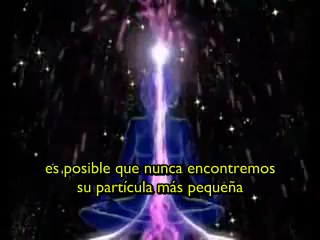 es posible que nunca encontremos
su partícula más pequeña